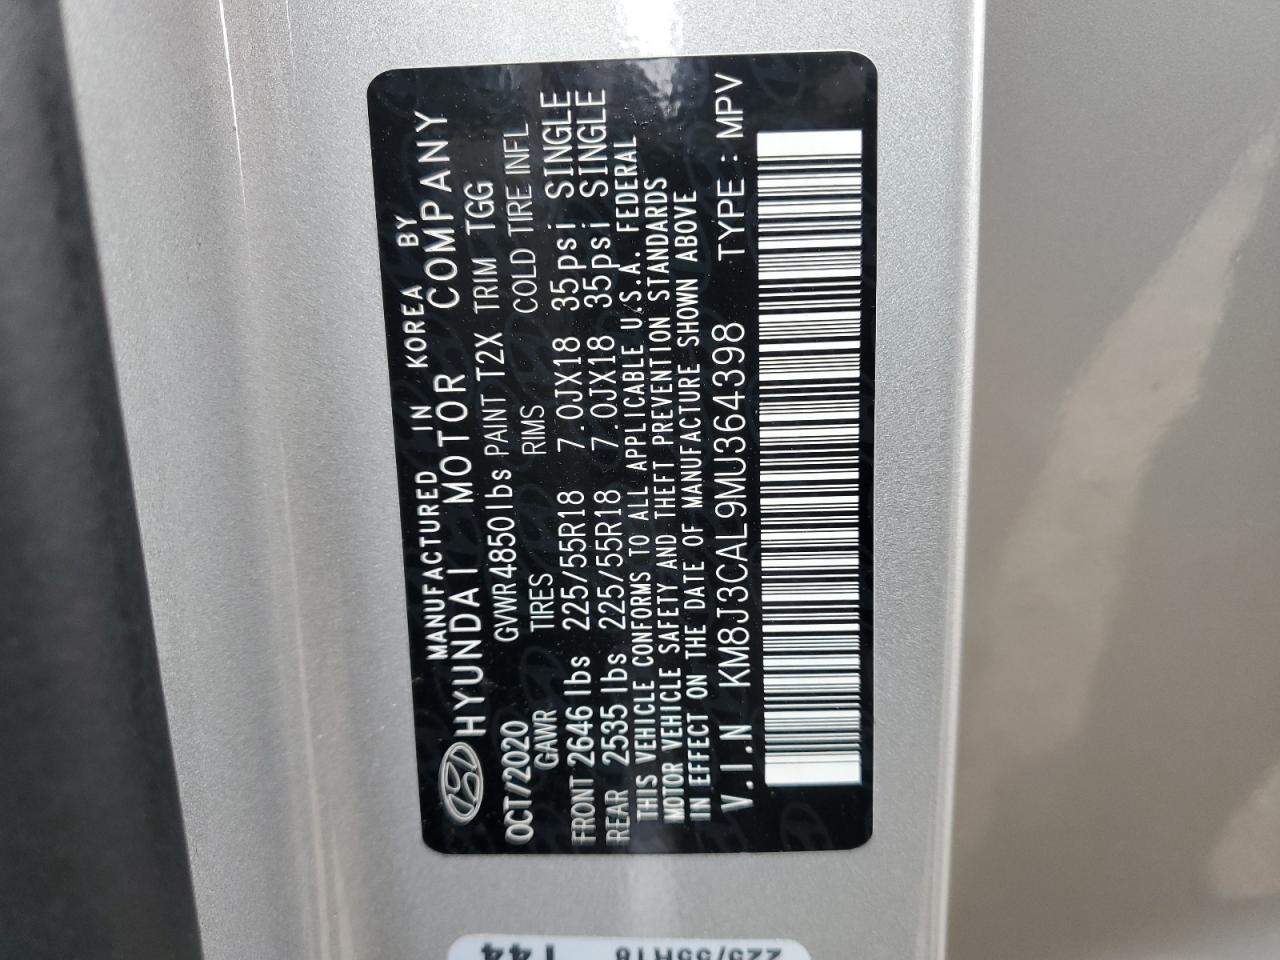 MANUFACTURED IN KOREA BY
HYUNDAI MOTOR COMPANY
OCT/2020 GVWR 4850 lbs PAINT T2X TRIM TGG
GAWR TIRES RIMS COLD TIRE INFL
FRONT 2646 lbs 225/55R18 7.0JX18 35psi SINGLE
REAR 2535 lbs 225/55R18 7.0JX18 35psi SINGLE
THIS VEHICLE CONFORMS TO ALL APPLICABLE U.S.A. FEDERAL
MOTOR VEHICLE SAFETY AND THEFT PREVENTION STANDARDS
IN EFFECT ON THE DATE OF MANUFACTURE SHOWN ABOVE
V.I.N KM8J3CAL9MU364398 TYPE : MPV
225/55R18